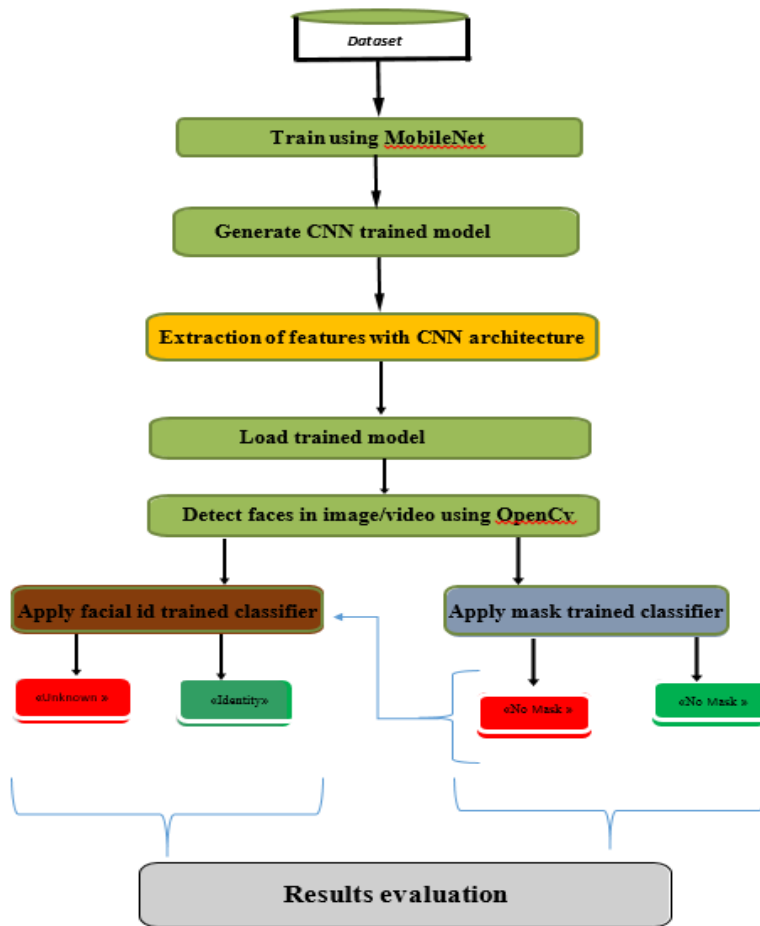 Dataset
Train using MobileNet
Generate CNN trained model
Extraction of features with CNN architecture
Load trained model
Detect faces in image/video using OpenCv
Apply facial id trained classifier
Apply mask trained classifier
«Unknown »
«Identity»
«No Mask »
«No Mask »
Results evaluation